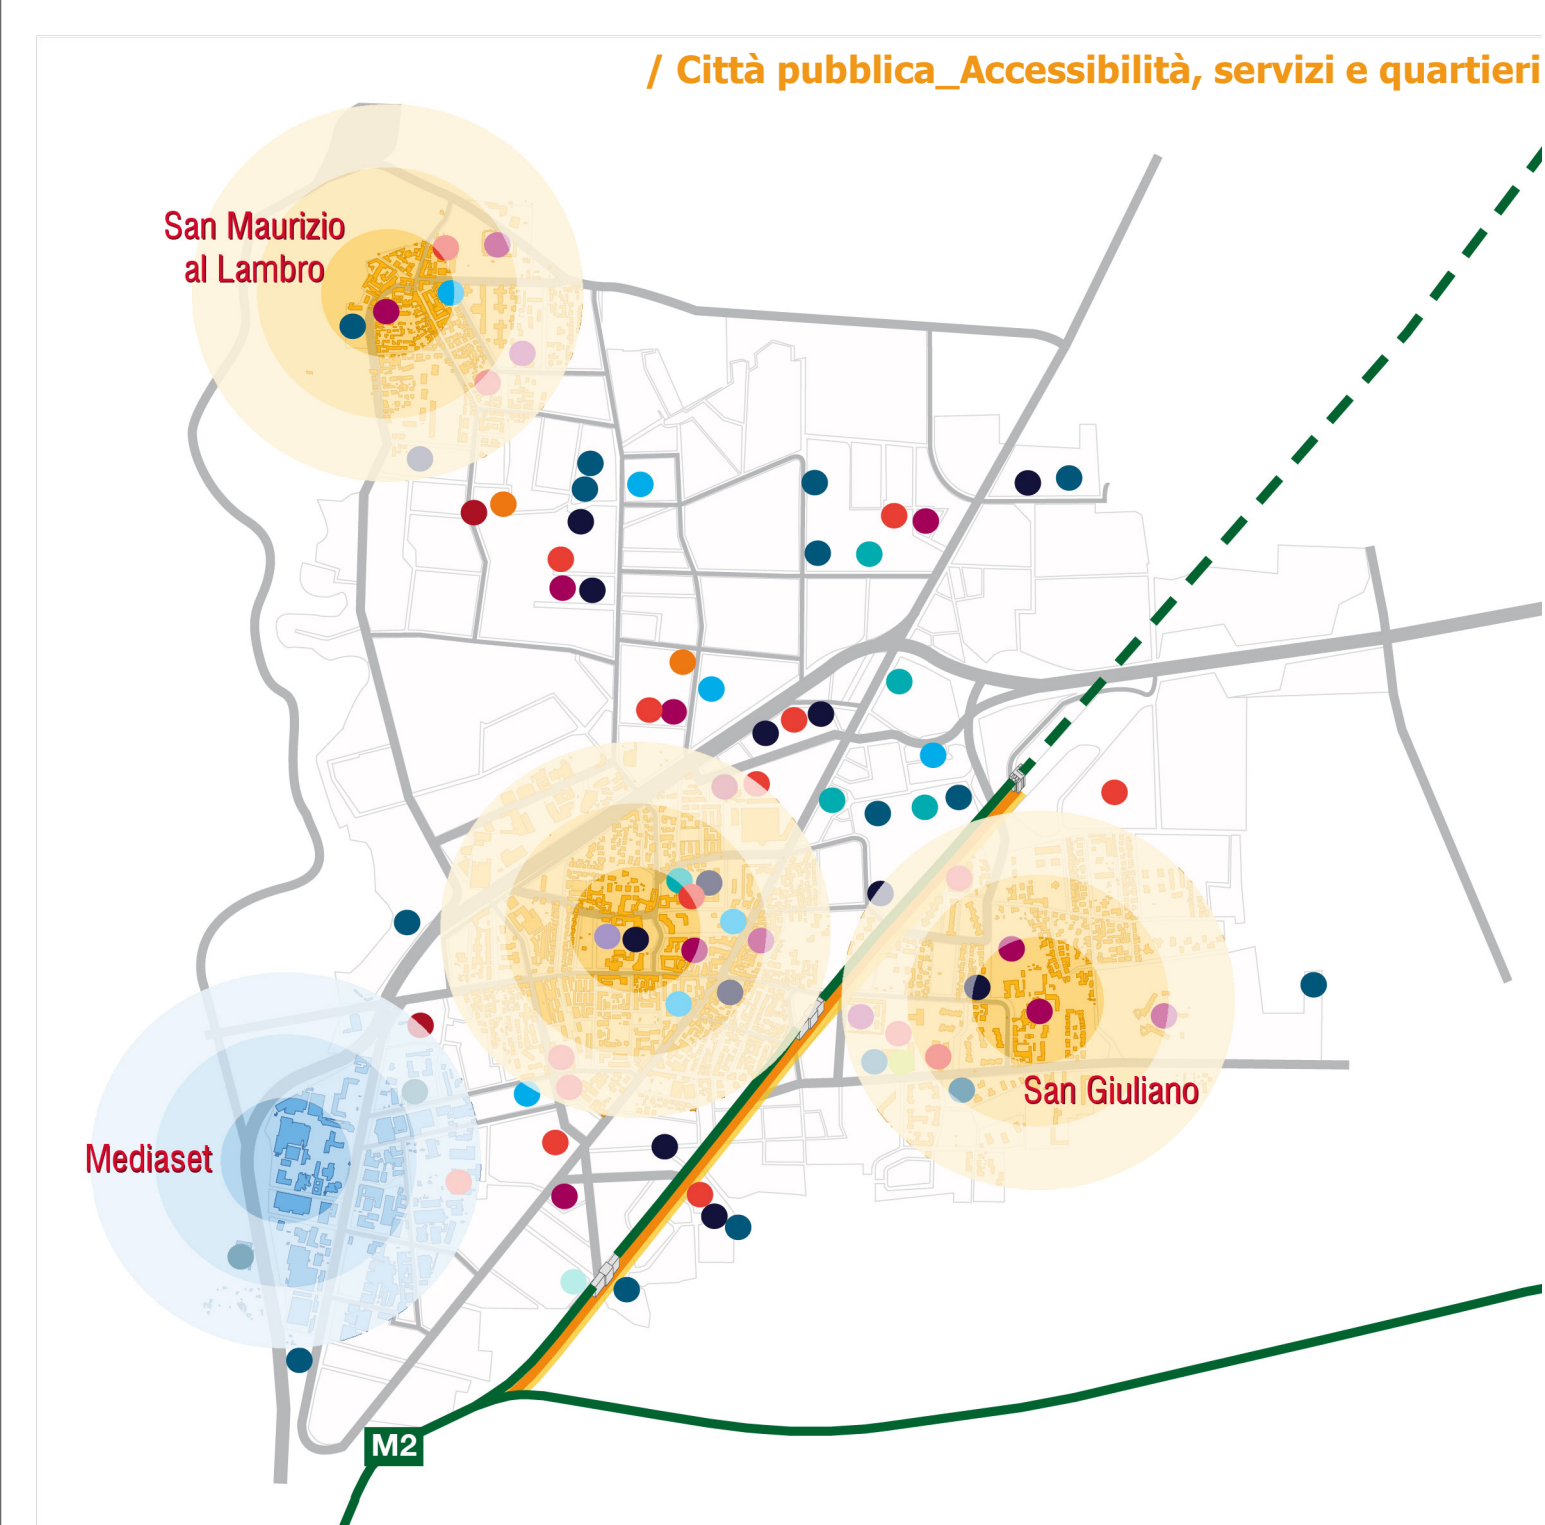 / Città pubblica_Accessibilità, servizi e quartieri
San Maurizio
al Lambro
San Giuliano
Mediaset
M2